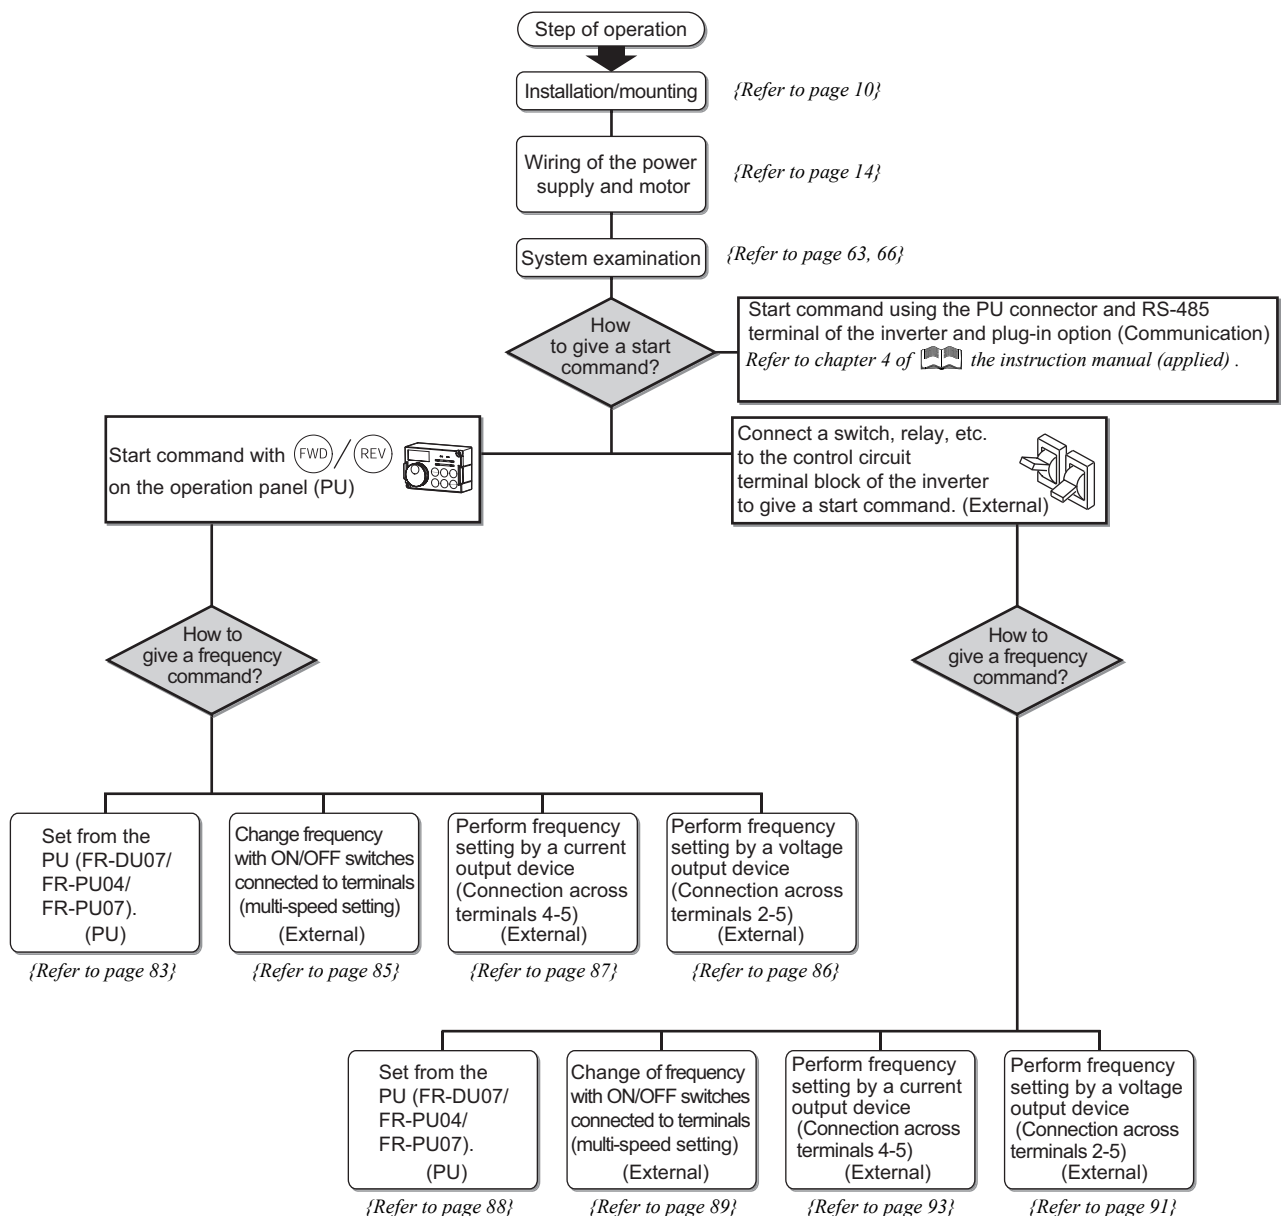 Step of operation
Installation/mounting
{Refer to page 10}
Wiring of the power
supply and motor
{Refer to page 14}
System examination
{Refer to page 63, 66}
How
to give a start
command?
Start command using the PU connector and RS-485
terminal of the inverter and plug-in option (Communication)
Refer to chapter 4 of the instruction manual (applied) .
Start command with FWD / REV
on the operation panel (PU)
Connect a switch, relay, etc.
to the control circuit
terminal block of the inverter
to give a start command. (External)
How to
give a frequency
command?
How to
give a frequency
command?
Set from the
PU (FR-DU07/
FR-PU04/
FR-PU07).
(PU)
{Refer to page 83}
Change frequency
with ON/OFF switches
connected to terminals
(multi-speed setting)
(External)
{Refer to page 85}
Perform frequency
setting by a current
output device
(Connection across
terminals 4-5)
(External)
{Refer to page 87}
Perform frequency
setting by a voltage
output device
(Connection across
terminals 2-5)
(External)
{Refer to page 86}
Set from the
PU (FR-DU07/
FR-PU04/
FR-PU07).
(PU)
{Refer to page 88}
Change of frequency
with ON/OFF switches
connected to terminals
(multi-speed setting)
(External)
{Refer to page 89}
Perform frequency
setting by a current
output device
(Connection across
terminals 4-5)
(External)
{Refer to page 93}
Perform frequency
setting by a voltage
output device
(Connection across
terminals 2-5)
(External)
{Refer to page 91}